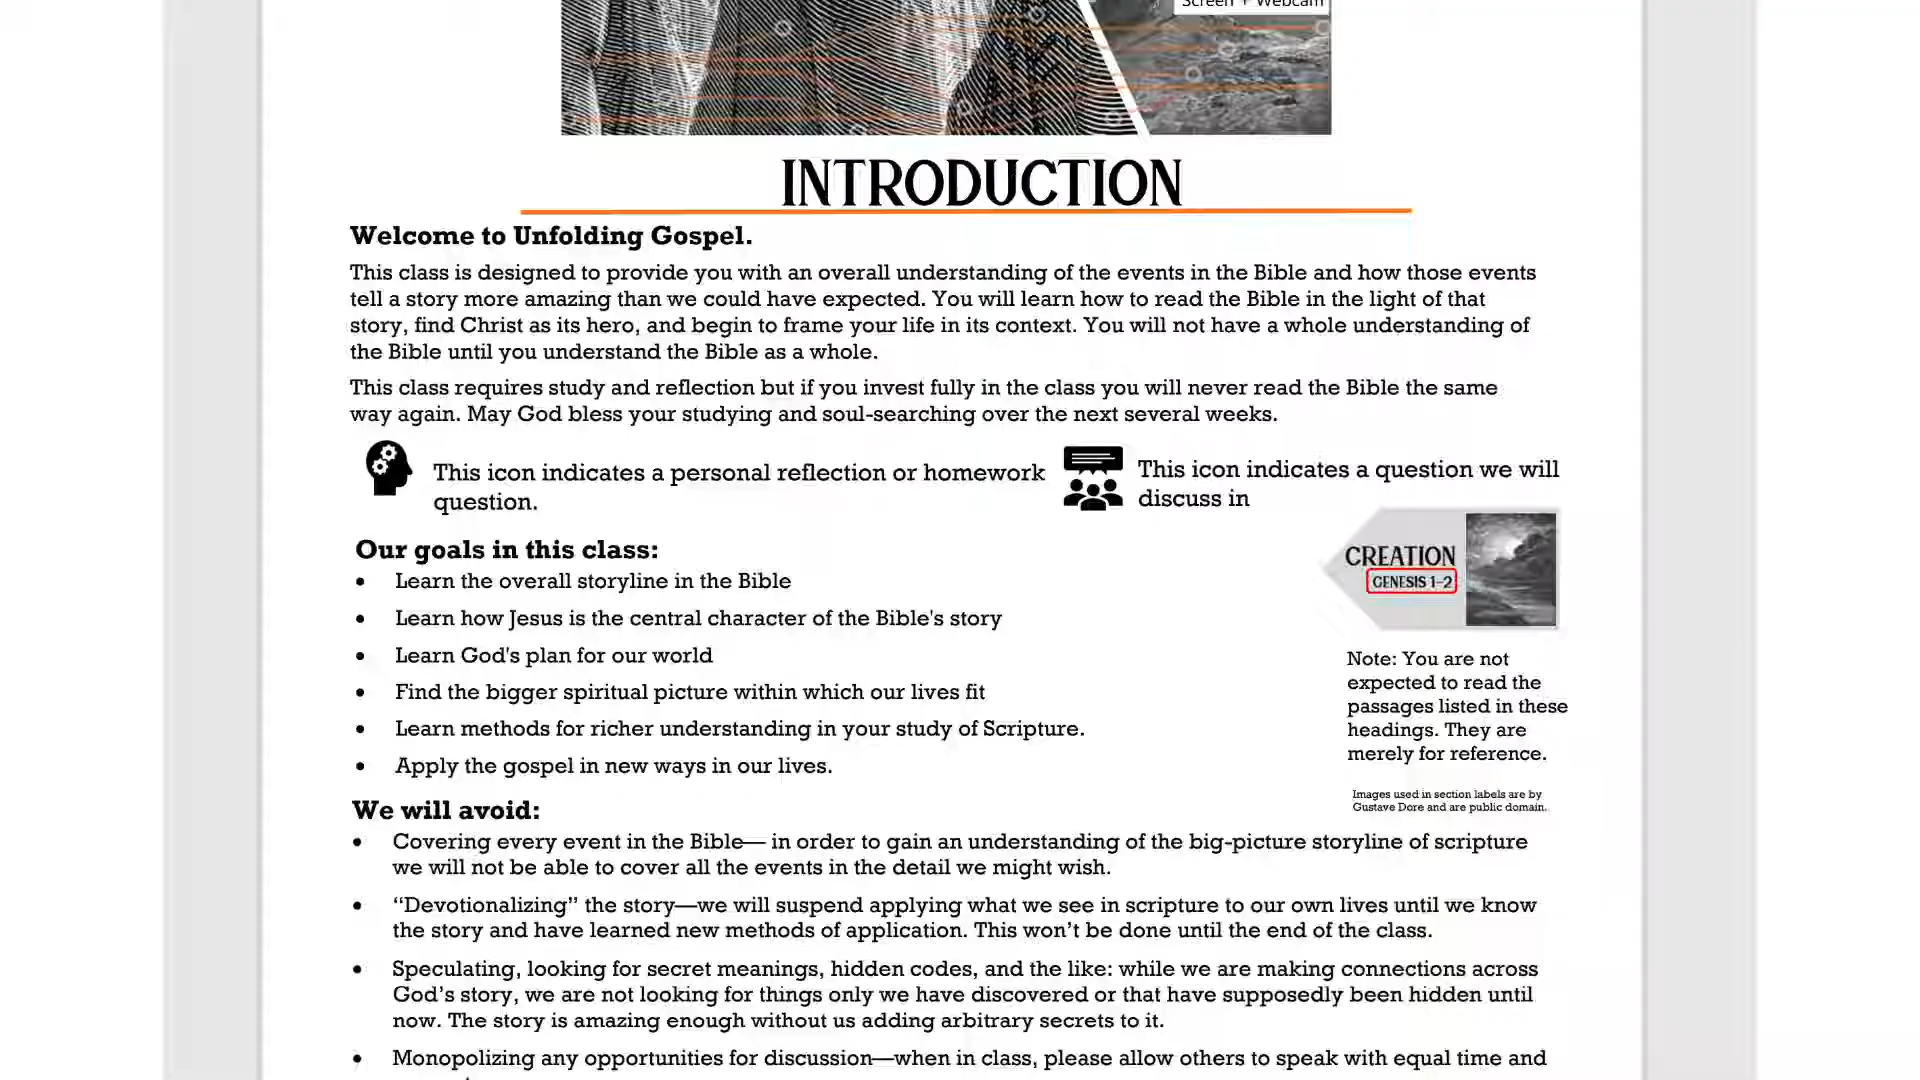 Screen + Webcam
INTRODUCTION
Welcome to Unfolding Gospel.
This class is designed to provide you with an overall understanding of the events in the Bible and how those events
tell a story more amazing than we could have expected. You will learn how to read the Bible in the light of that
story, find Christ as its hero, and begin to frame your life in its context. You will not have a whole understanding of
the Bible until you understand the Bible as a whole.
This class requires study and reflection but if you invest fully in the class you will never read the Bible the same
way again. May God bless your studying and soul-searching over the next several weeks.
This icon indicates a personal reflection or homework
question.
This icon indicates a question we will
discuss in
Our goals in this class:
• Learn the overall storyline in the Bible
• Learn how Jesus is the central character of the Bible's story
• Learn God's plan for our world
• Find the bigger spiritual picture within which our lives fit
• Learn methods for richer understanding in your study of Scripture.
• Apply the gospel in new ways in our lives.
CREATION
GENESIS 1-2
Note: You are not
expected to read the
passages listed in these
headings. They are
merely for reference.
Images used in section labels are by
Gustave Dore and are public domain.
We will avoid:
• Covering every event in the Bible— in order to gain an understanding of the big-picture storyline of scripture
we will not be able to cover all the events in the detail we might wish.
• “Devotionalizing” the story—we will suspend applying what we see in scripture to our own lives until we know
the story and have learned new methods of application. This won’t be done until the end of the class.
• Speculating, looking for secret meanings, hidden codes, and the like: while we are making connections across
God’s story, we are not looking for things only we have discovered or that have supposedly been hidden until
now. The story is amazing enough without us adding arbitrary secrets to it.
• Monopolizing any opportunities for discussion—when in class, please allow others to speak with equal time and